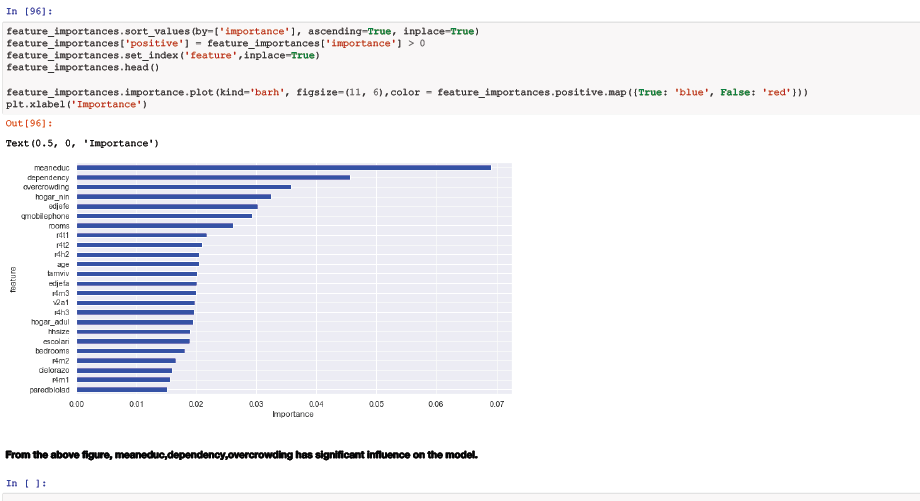 In [96]:
feature_importances.sort_values(by=['importance'], ascending=True, inplace=True)
feature_importances['positive'] = feature_importances['importance'] > 0
feature_importances.set_index('feature',inplace=True)
feature_importances.head()
feature_importances.importance.plot(kind='barh', figsize=(11, 6),color = feature_importances.positive.map({True: 'blue', False: 'red'}))
plt.xlabel('Importance')
Out[96]:
Text(0.5, 0, 'Importance')
meaneduc
dependency
overcrowding
hogar_nin
edjefe
qmobilephone
rooms
r4t1
r4t2
r4h2
age
tamviv
edjefa
r4m3
v2a1
r4h3
hogar_adul
hhsize
escolari
bedrooms
r4m2
cielorazo
r4m1
paredblolad
feature
0.00 0.01 0.02 0.03 0.04 0.05 0.06 0.07
Importance
From the above figure, meaneduc,dependency,overcrowding has significant influence on the model.
In [ ]: